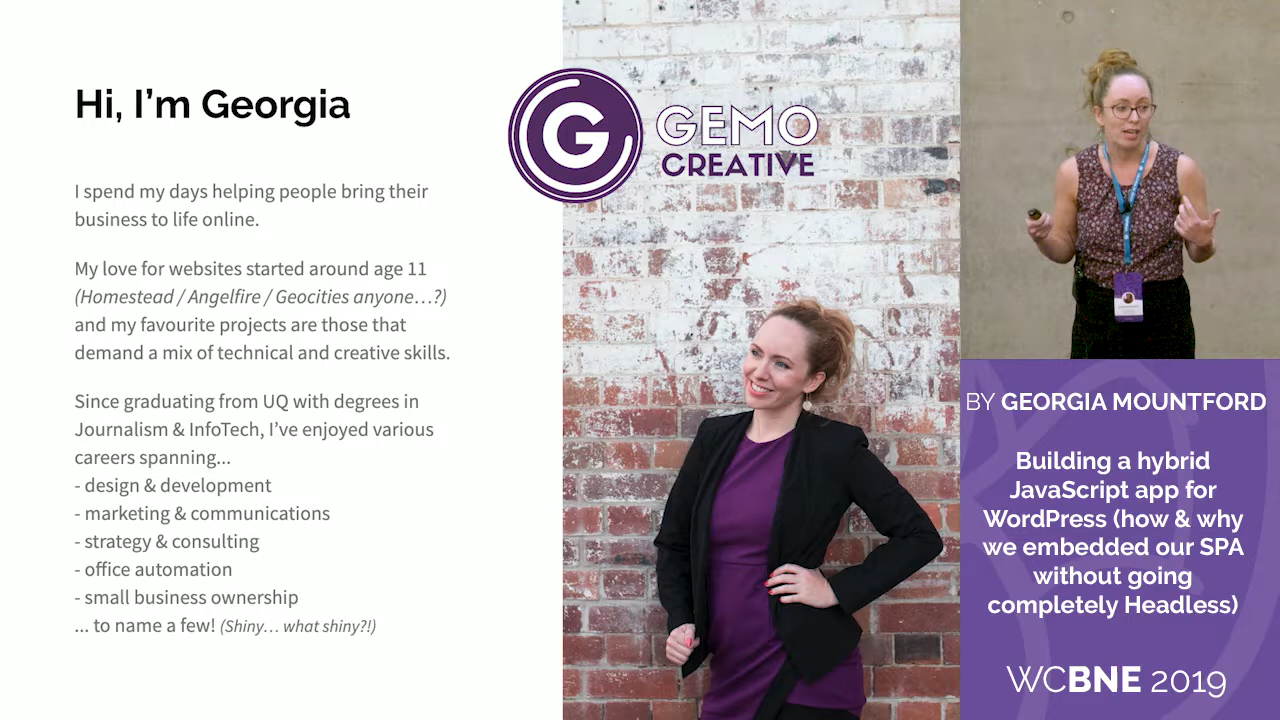 Hi, I’m Georgia
I spend my days helping people bring their
business to life online.
My love for websites started around age 11
(Homestead / Angelfire / Geocities anyone…?)
and my favourite projects are those that
demand a mix of technical and creative skills.
Since graduating from UQ with degrees in
Journalism & InfoTech, I’ve enjoyed various
careers spanning...
- design & development
- marketing & communications
- strategy & consulting
- office automation
- small business ownership
... to name a few! (Shiny… what shiny?!)
G
GEMO
CREATIVE
BY GEORGIA MOUNTFORD
Building a hybrid
JavaScript app for
WordPress (how & why
we embedded our SPA
without going
completely Headless)
WCBNE 2019